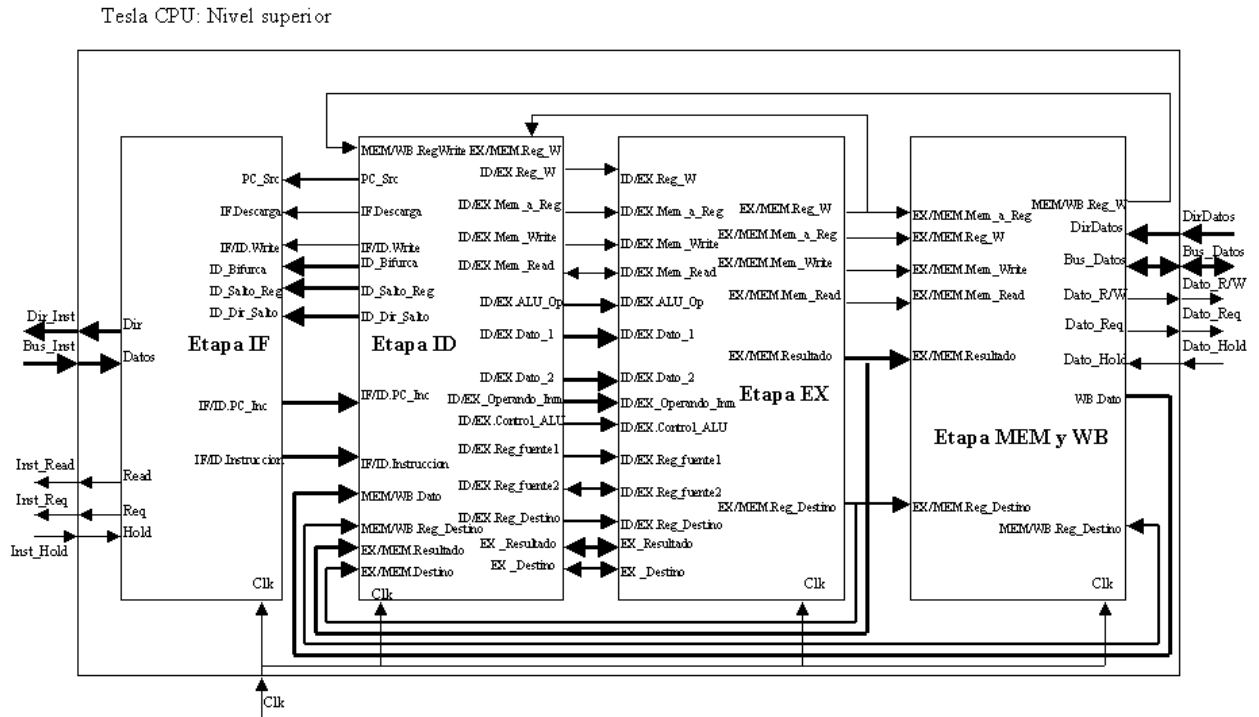 Tesla CPU: Nivel superior
Dir_Inst
Bus_Inst
Inst_Read
Inst_Req
Inst_Hold
Dir
Datos
Read
Req
Hold
PC_Src
IF.Descarga
IF/ID.Write
ID_Bifurca
ID_Salto_Reg
ID_Dir_Salto
Etapa IF
IF/ID.PC_Inc
IF/ID.Instruccion
Clk
MEM/WB.RegWrite
PC_Src
IF.Descarga
IF/ID.Write
ID_Bifurca
ID_Salto_Reg
ID_Dir_Salto
Etapa ID
IF/ID.PC_Inc
IF/ID.Instruccion
MEM/WB.Dato
MEM/WB.Reg_Destino
EX/MEM.Resultado
EX/MEM.Destino
Clk
EX/MEM.Reg_W
ID/EX.Reg_W
ID/EX.Mem_a_Reg
ID/EX.Mem_Write
ID/EX.Mem_Read
ID/EX.ALU_Op
ID/EX.Dato_1
ID/EX.Dato_2
ID/EX_Operando_Inm
ID/EX.Control_ALU
ID/EX.Reg_fuente1
ID/EX.Reg_fuente2
ID/EX.Reg_Destino
EX_Resultado
EX_Destino
ID/EX.Reg_W
ID/EX.Mem_a_Reg
ID/EX.Mem_Write
ID/EX.Mem_Read
ID/EX.ALU_Op
ID/EX.Dato_1
ID/EX.Dato_2
ID/EX_Operando_Inm
ID/EX.Control_ALU
ID/EX.Reg_fuente1
ID/EX.Reg_fuente2
ID/EX.Reg_Destino
EX_Resultado
EX_Destino
EX/MEM.Reg_W
EX/MEM.Mem_a_Reg
EX/MEM.Mem_Write
EX/MEM.Mem_Read
EX/MEM.Resultado
Etapa EX
EX/MEM.Reg_Destino
Clk
EX/MEM.Mem_a_Reg
EX/MEM.Reg_W
EX/MEM.Mem_Write
EX/MEM.Mem_Read
EX/MEM.Resultado
Etapa MEM y WB
EX/MEM.Reg_Destino
MEM/WB.Reg_W
DirDatos
Bus_Datos
Dato_R/W
Dato_Req
Dato_Hold
WB.Dato
MEM/WB.Reg_Destino
Clk
DirDatos
Bus_Datos
Dato_R/W
Dato_Req
Dato_Hold
Clk